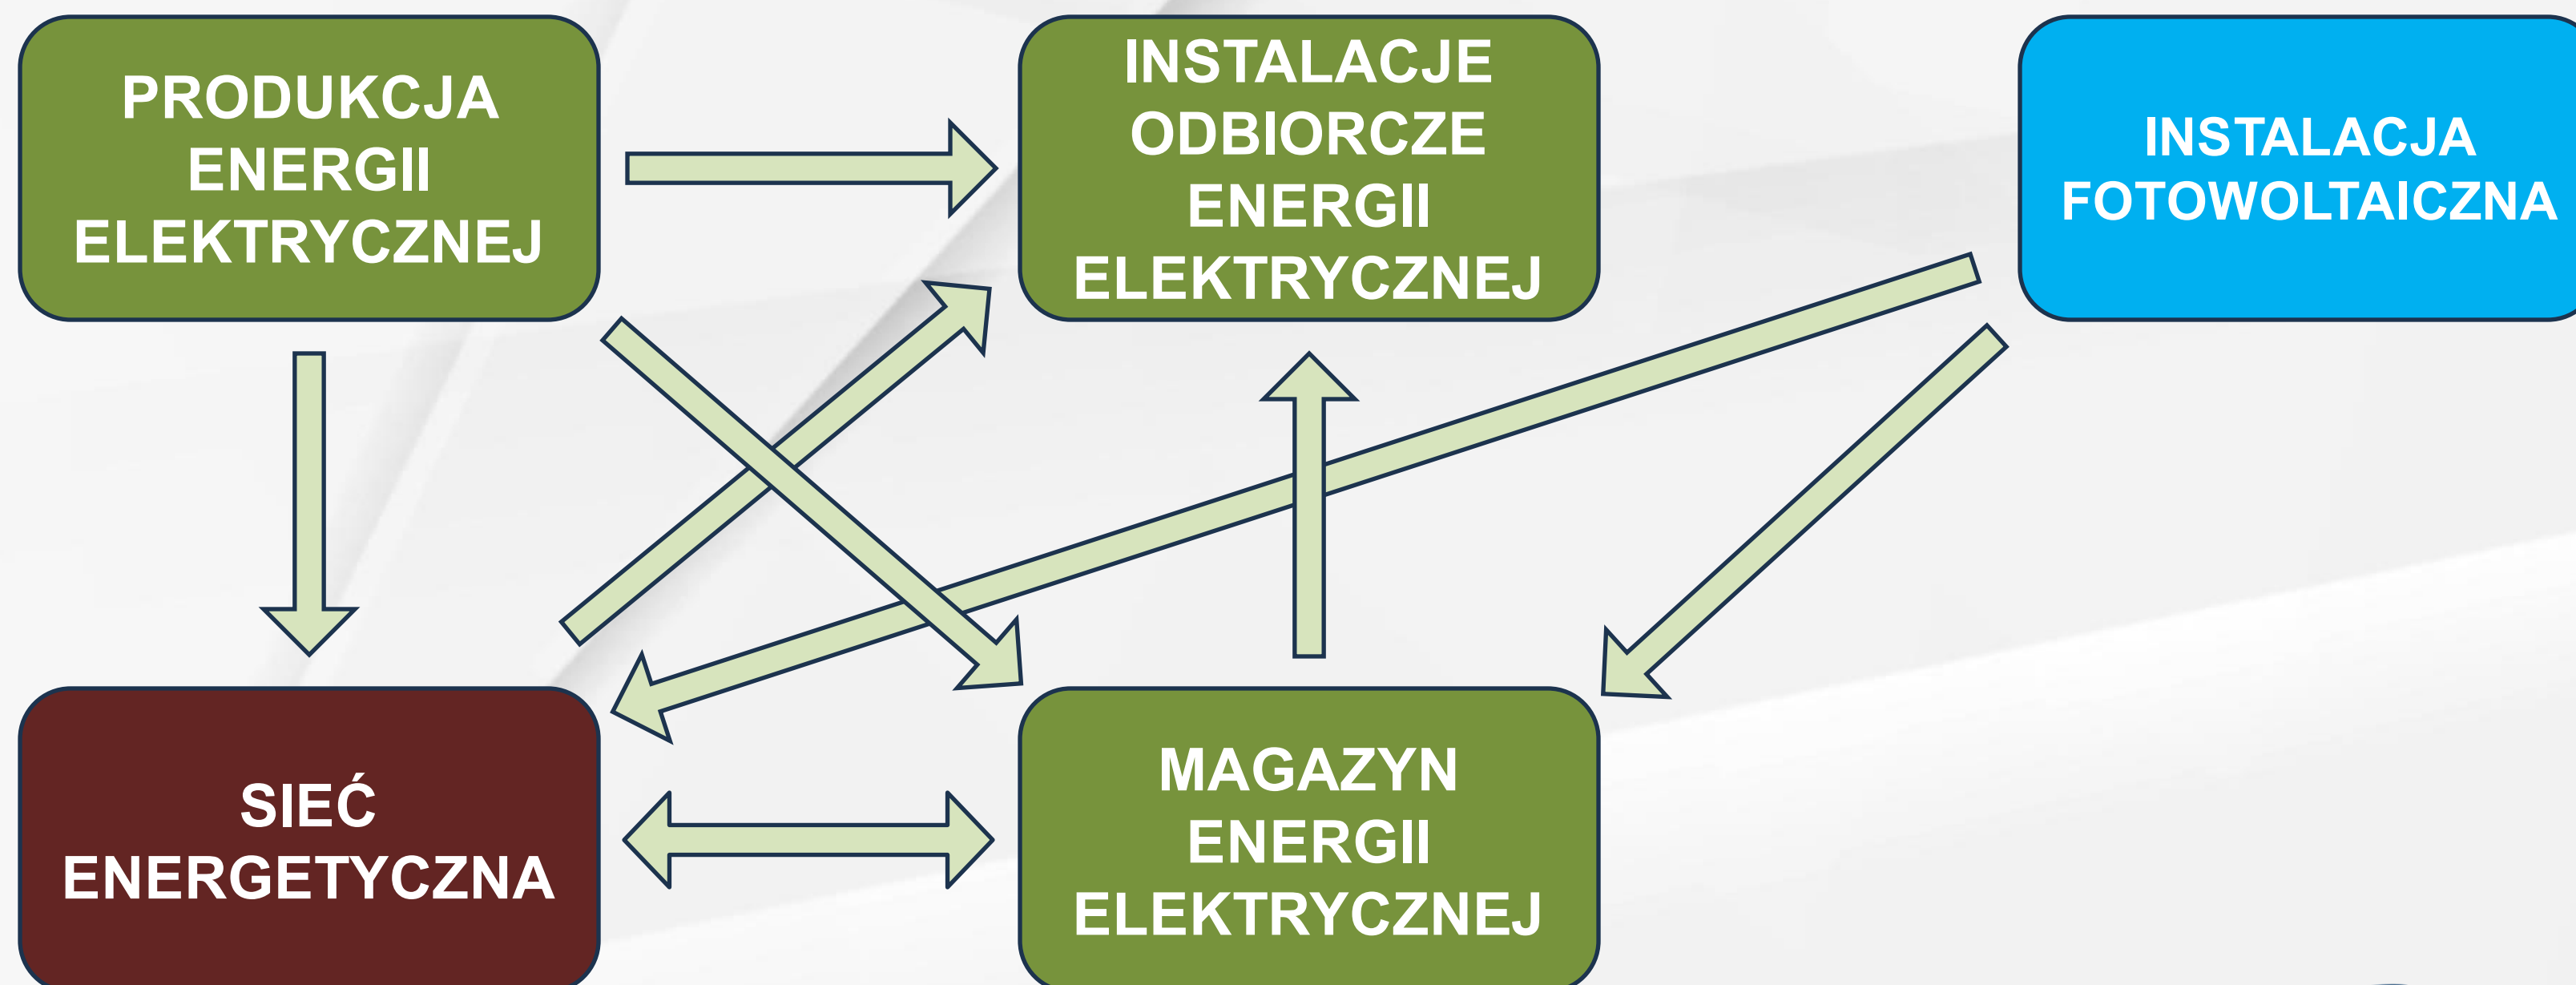 PRODUKCJA
ENERGII
ELEKTRYCZNEJ
INSTALACJE
ODBIORCZE
ENERGII
ELEKTRYCZNEJ
INSTALACJA
FOTOWOLTAICZNA
SIEĆ
ENERGETYCZNA
MAGAZYN
ENERGII
ELEKTRYCZNEJ